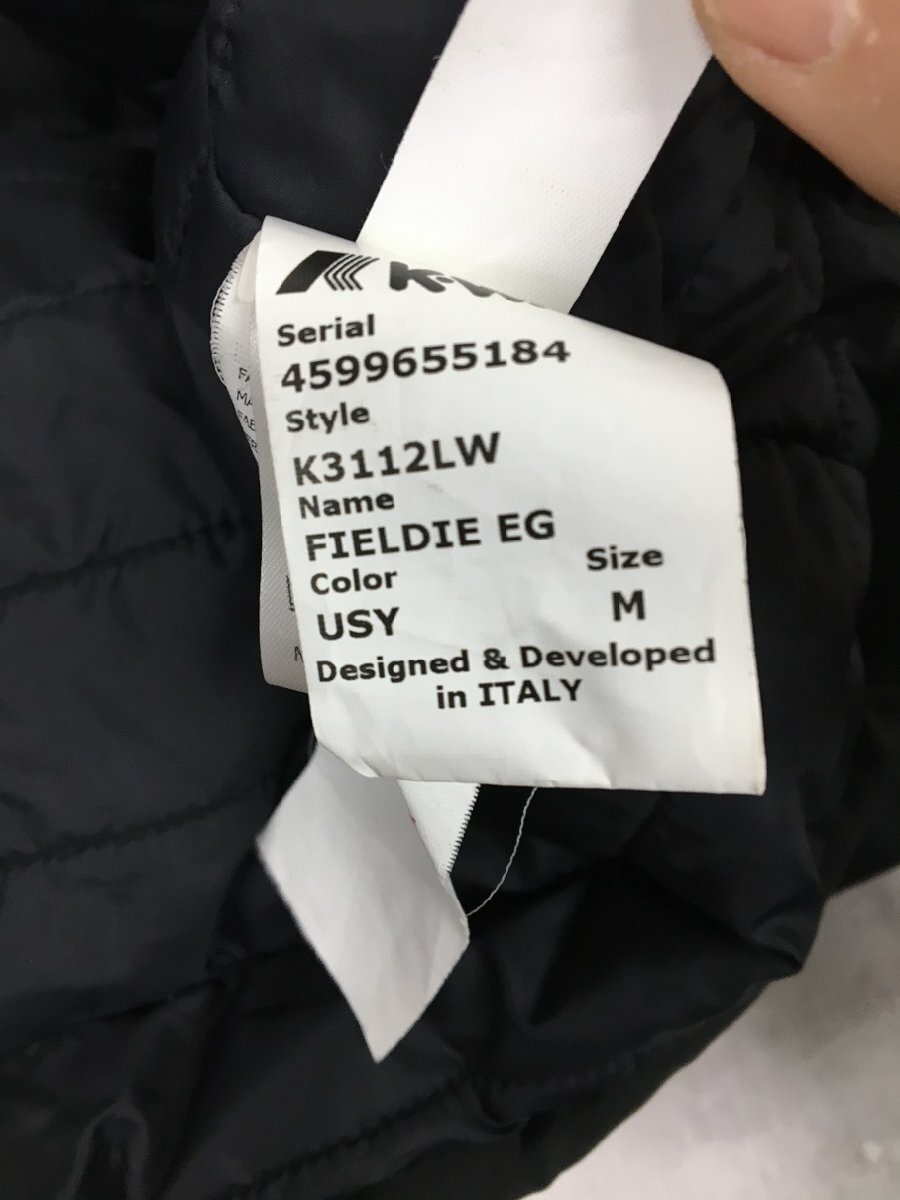 Serial
4599655184
Style
K3112LW
Name
FIELDIE EG
Color Size
USY M
Designed & Developed
in ITALY